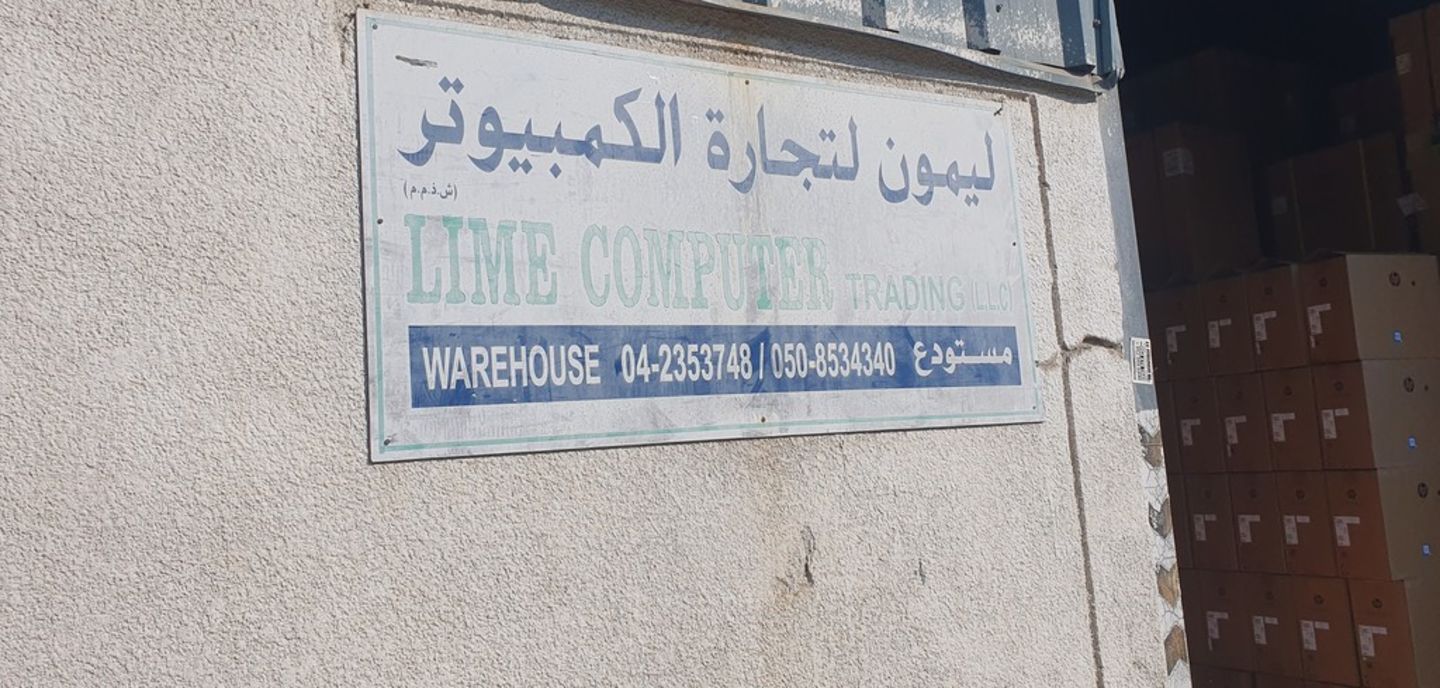 ليمون لتجارة الكمبيوتر
(ش.ذ.م.م)
LIME COMPUTER TRADING (LLC)
WAREHOUSE 04-2353748 / 050-8534340 مستودع